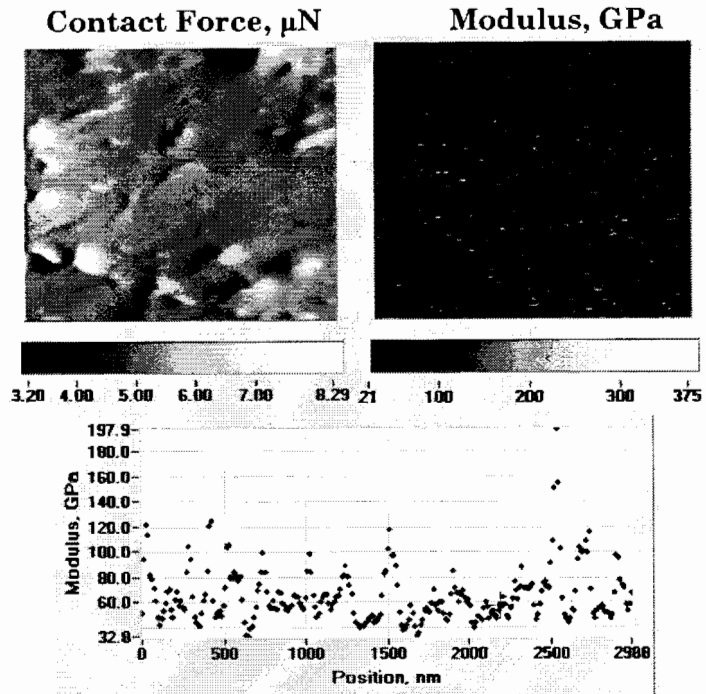 Contact Force, µN
Modulus, GPa
3.20 4.00 5.00 6.00 7.00 8.29
21 100 200 300 375
197.9
180.0
160.0
140.0
120.0
100.0
80.0
60.0
32.8
Modulus, GPa
0 500 1000 1500 2000 2500 2988
Position, nm